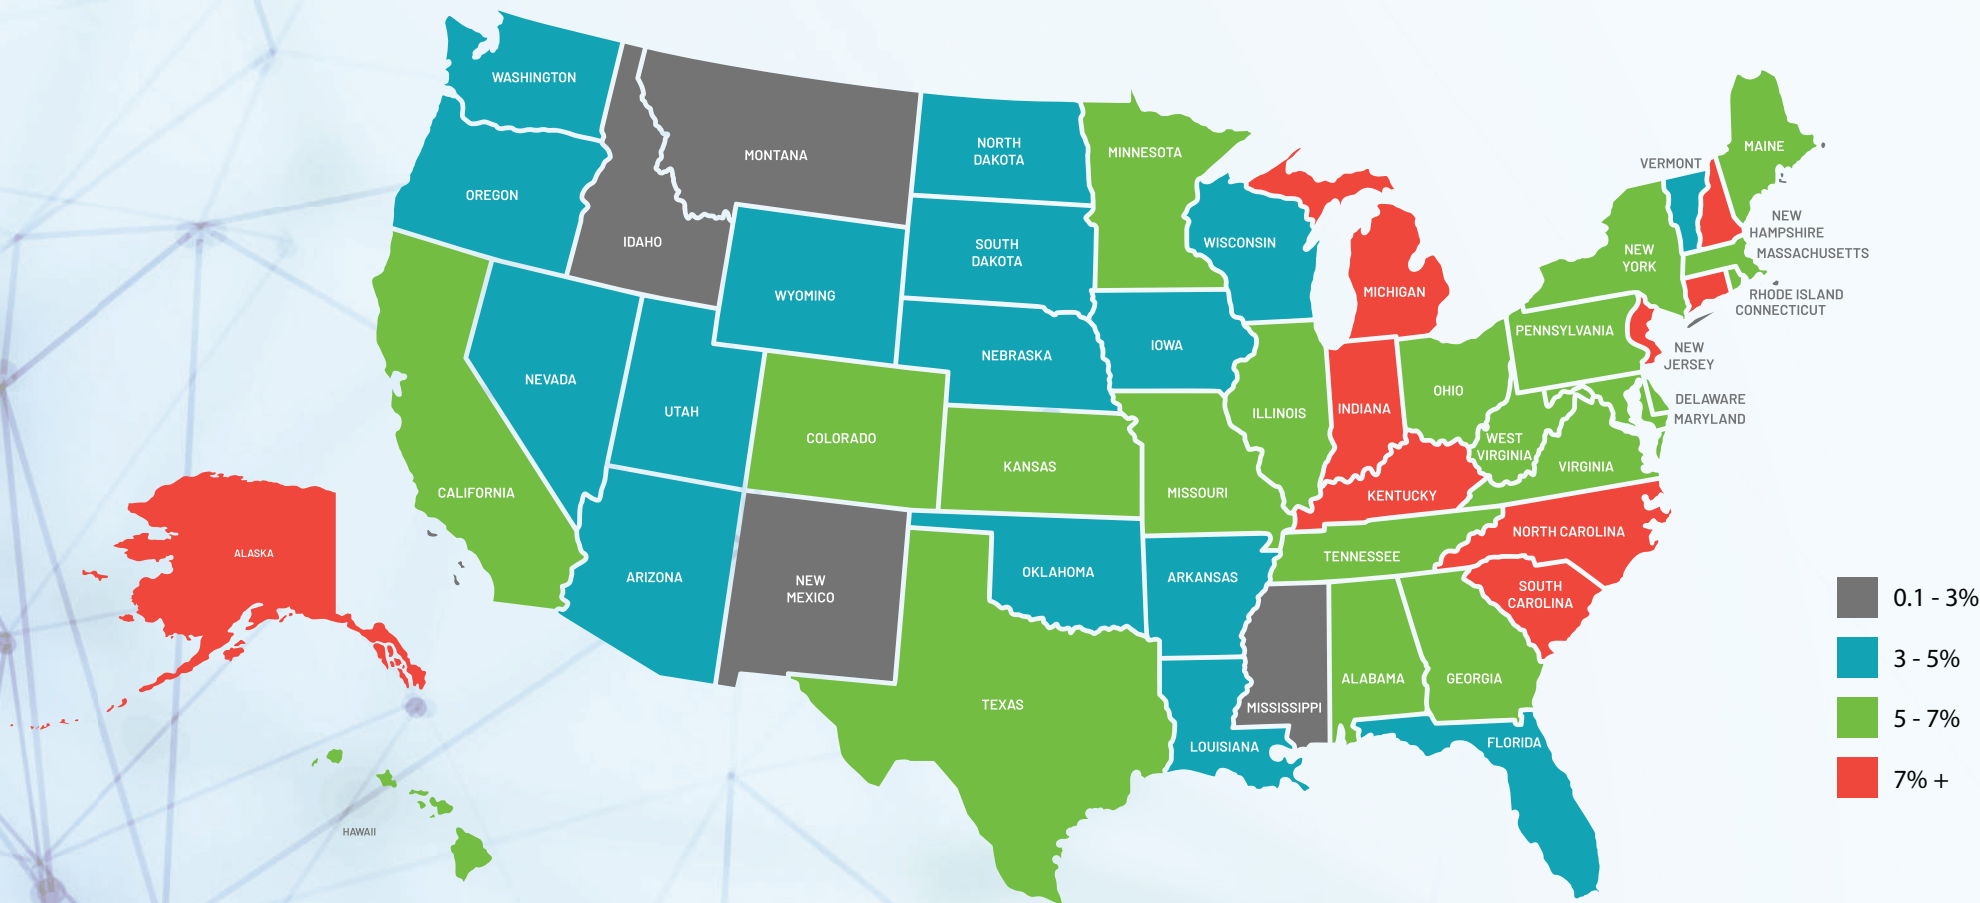 WASHINGTON
OREGON
IDAHO
MONTANA
WYOMING
NEVADA
UTAH
COLORADO
CALIFORNIA
ARIZONA
NEW
MEXICO
NORTH
DAKOTA
SOUTH
DAKOTA
NEBRASKA
KANSAS
OKLAHOMA
TEXAS
MINNESOTA
IOWA
MISSOURI
ARKANSAS
LOUISIANA
WISCONSIN
ILLINOIS
MICHIGAN
INDIANA
OHIO
KENTUCKY
TENNESSEE
MISSISSIPPI
ALABAMA
GEORGIA
FLORIDA
SOUTH
CAROLINA
NORTH CAROLINA
VIRGINIA
WEST
VIRGINIA
PENNSYLVANIA
NEW
YORK
VERMONT
MAINE
NEW
HAMPSHIRE
MASSACHUSETTS
RHODE ISLAND
CONNECTICUT
NEW
JERSEY
DELAWARE
MARYLAND
ALASKA
HAWAII
0.1 - 3%
3 - 5%
5 - 7%
7% +